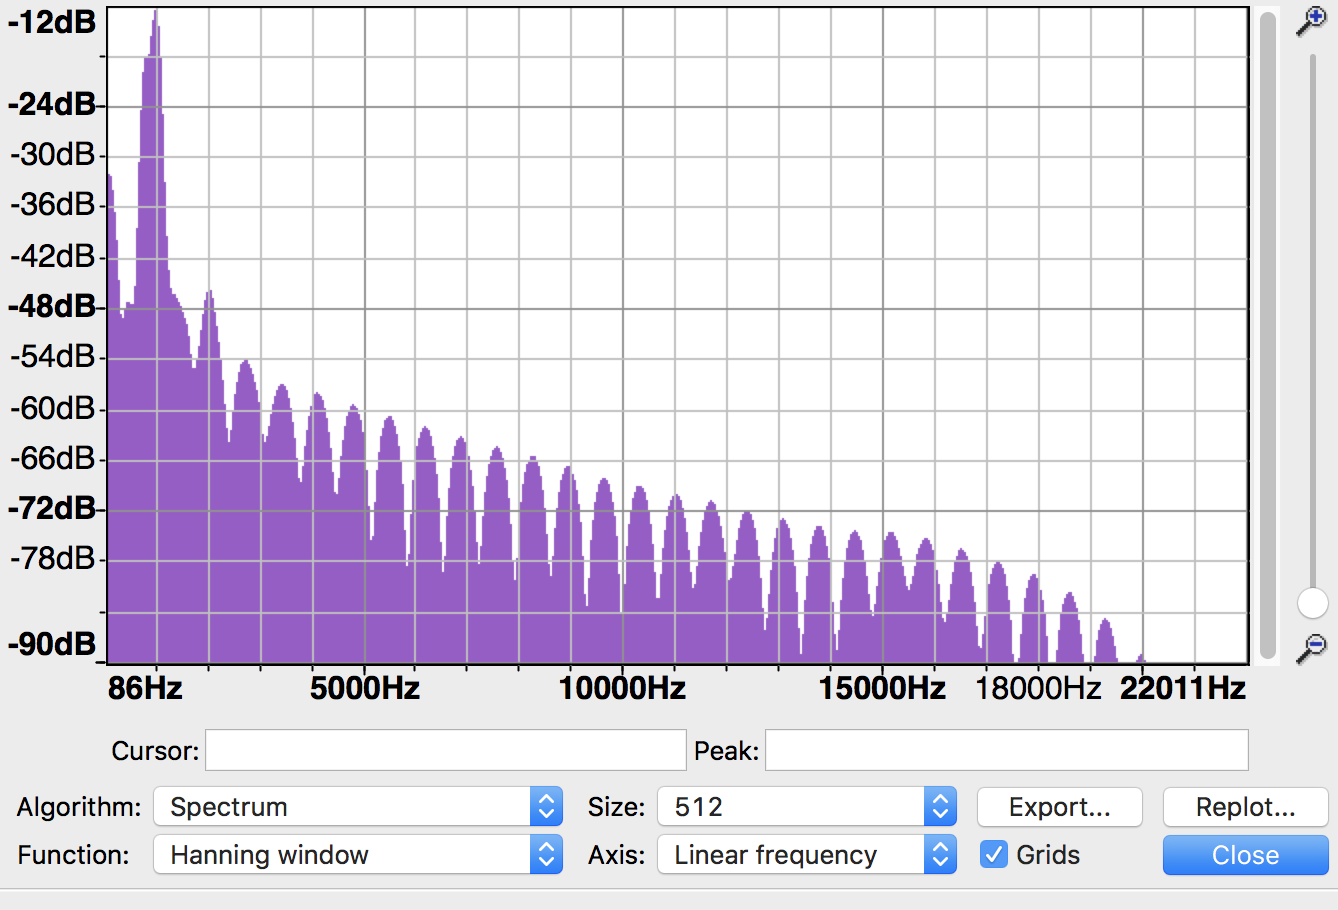 -12dB
-24dB
-30dB
-36dB
-42dB
-48dB
-54dB
-60dB
-66dB
-72dB
-78dB
-90dB
86Hz 5000Hz 10000Hz 15000Hz 18000Hz 22011Hz
Cursor: Peak:
Algorithm: Spectrum Size: 512 Export... Replot...
Function: Hanning window Axis: Linear frequency Grids Close